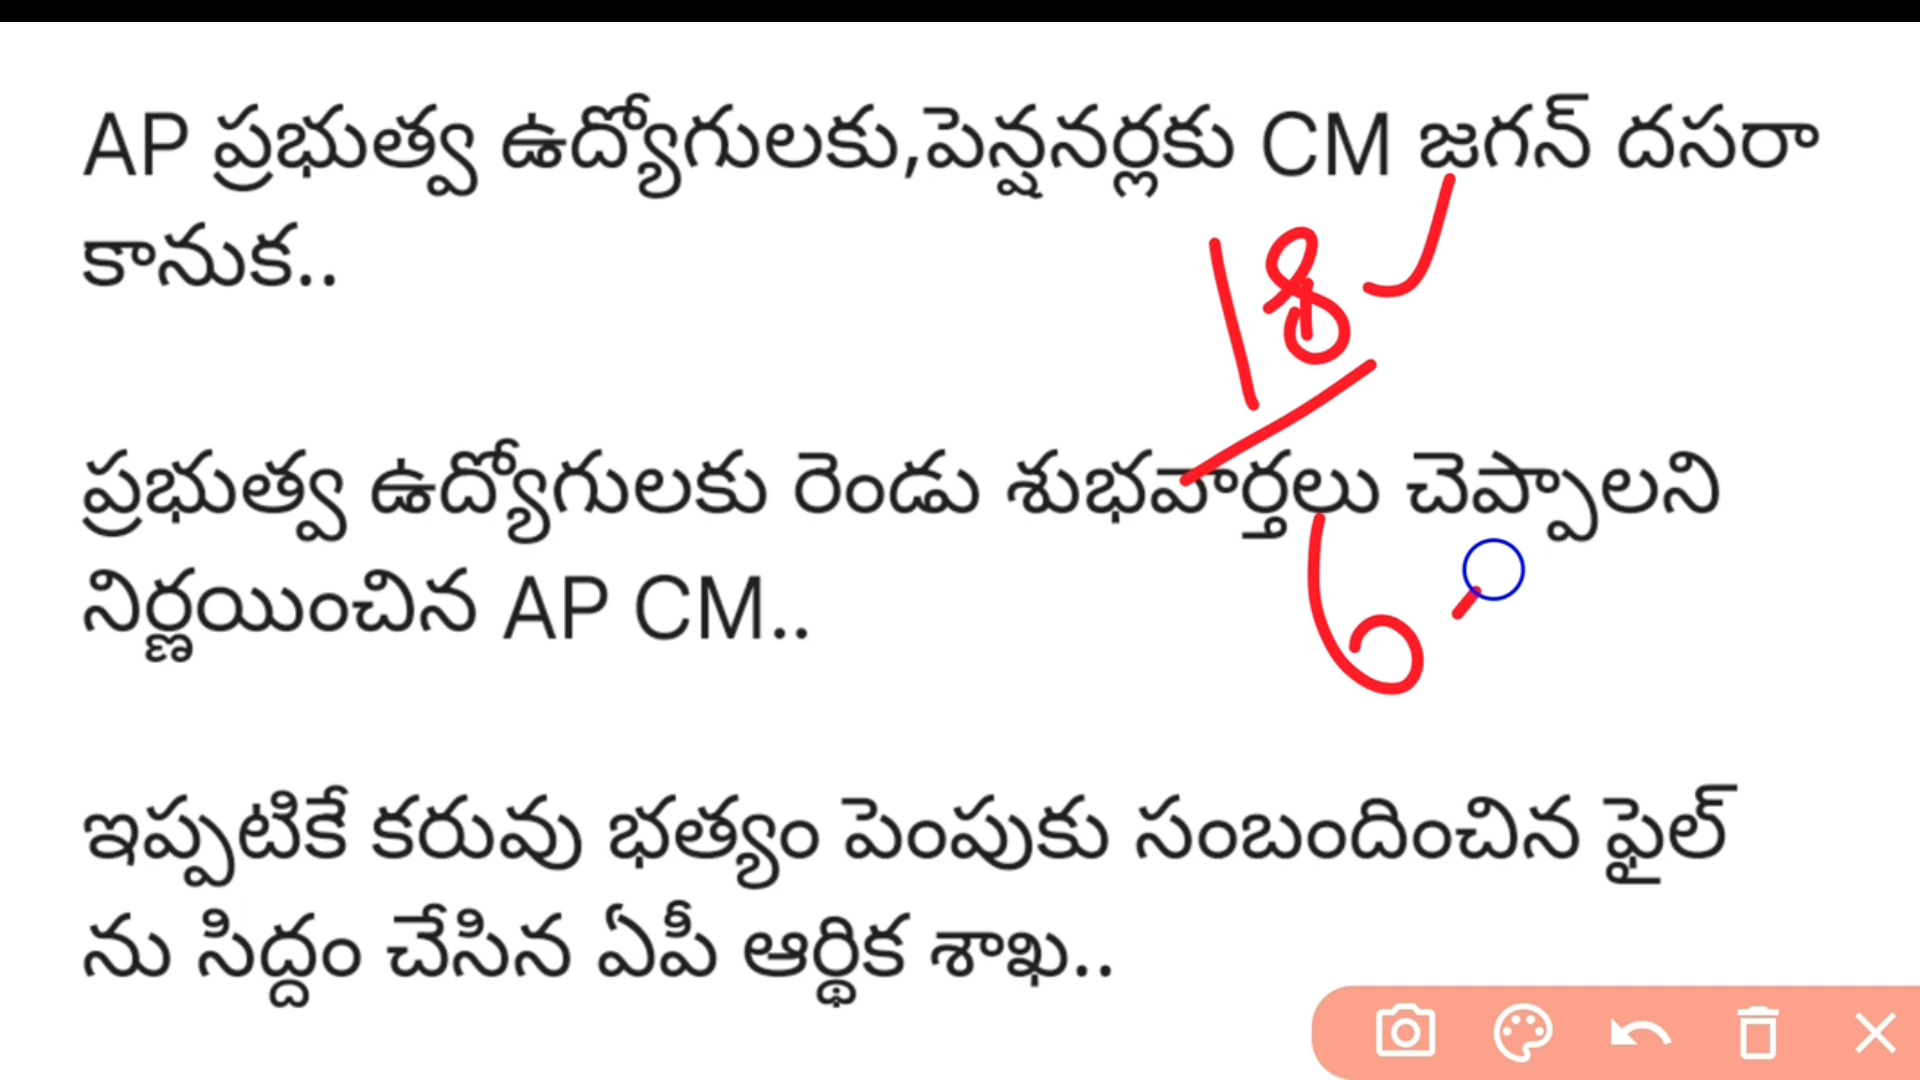 AP ప్రభుత్వ ఉద్యోగులకు,పెన్షనర్లకు CM జగన్ దసరా
కానుక..
18
ప్రభుత్వ ఉద్యోగులకు రెండు శుభవార్తలు చెప్పాలని
నిర్ణయించిన AP CM..
6
ఇప్పటికే కరువు భత్యం పెంపుకు సంబందించిన ఫైల్
ను సిద్దం చేసిన ఏపీ ఆర్థిక శాఖ..